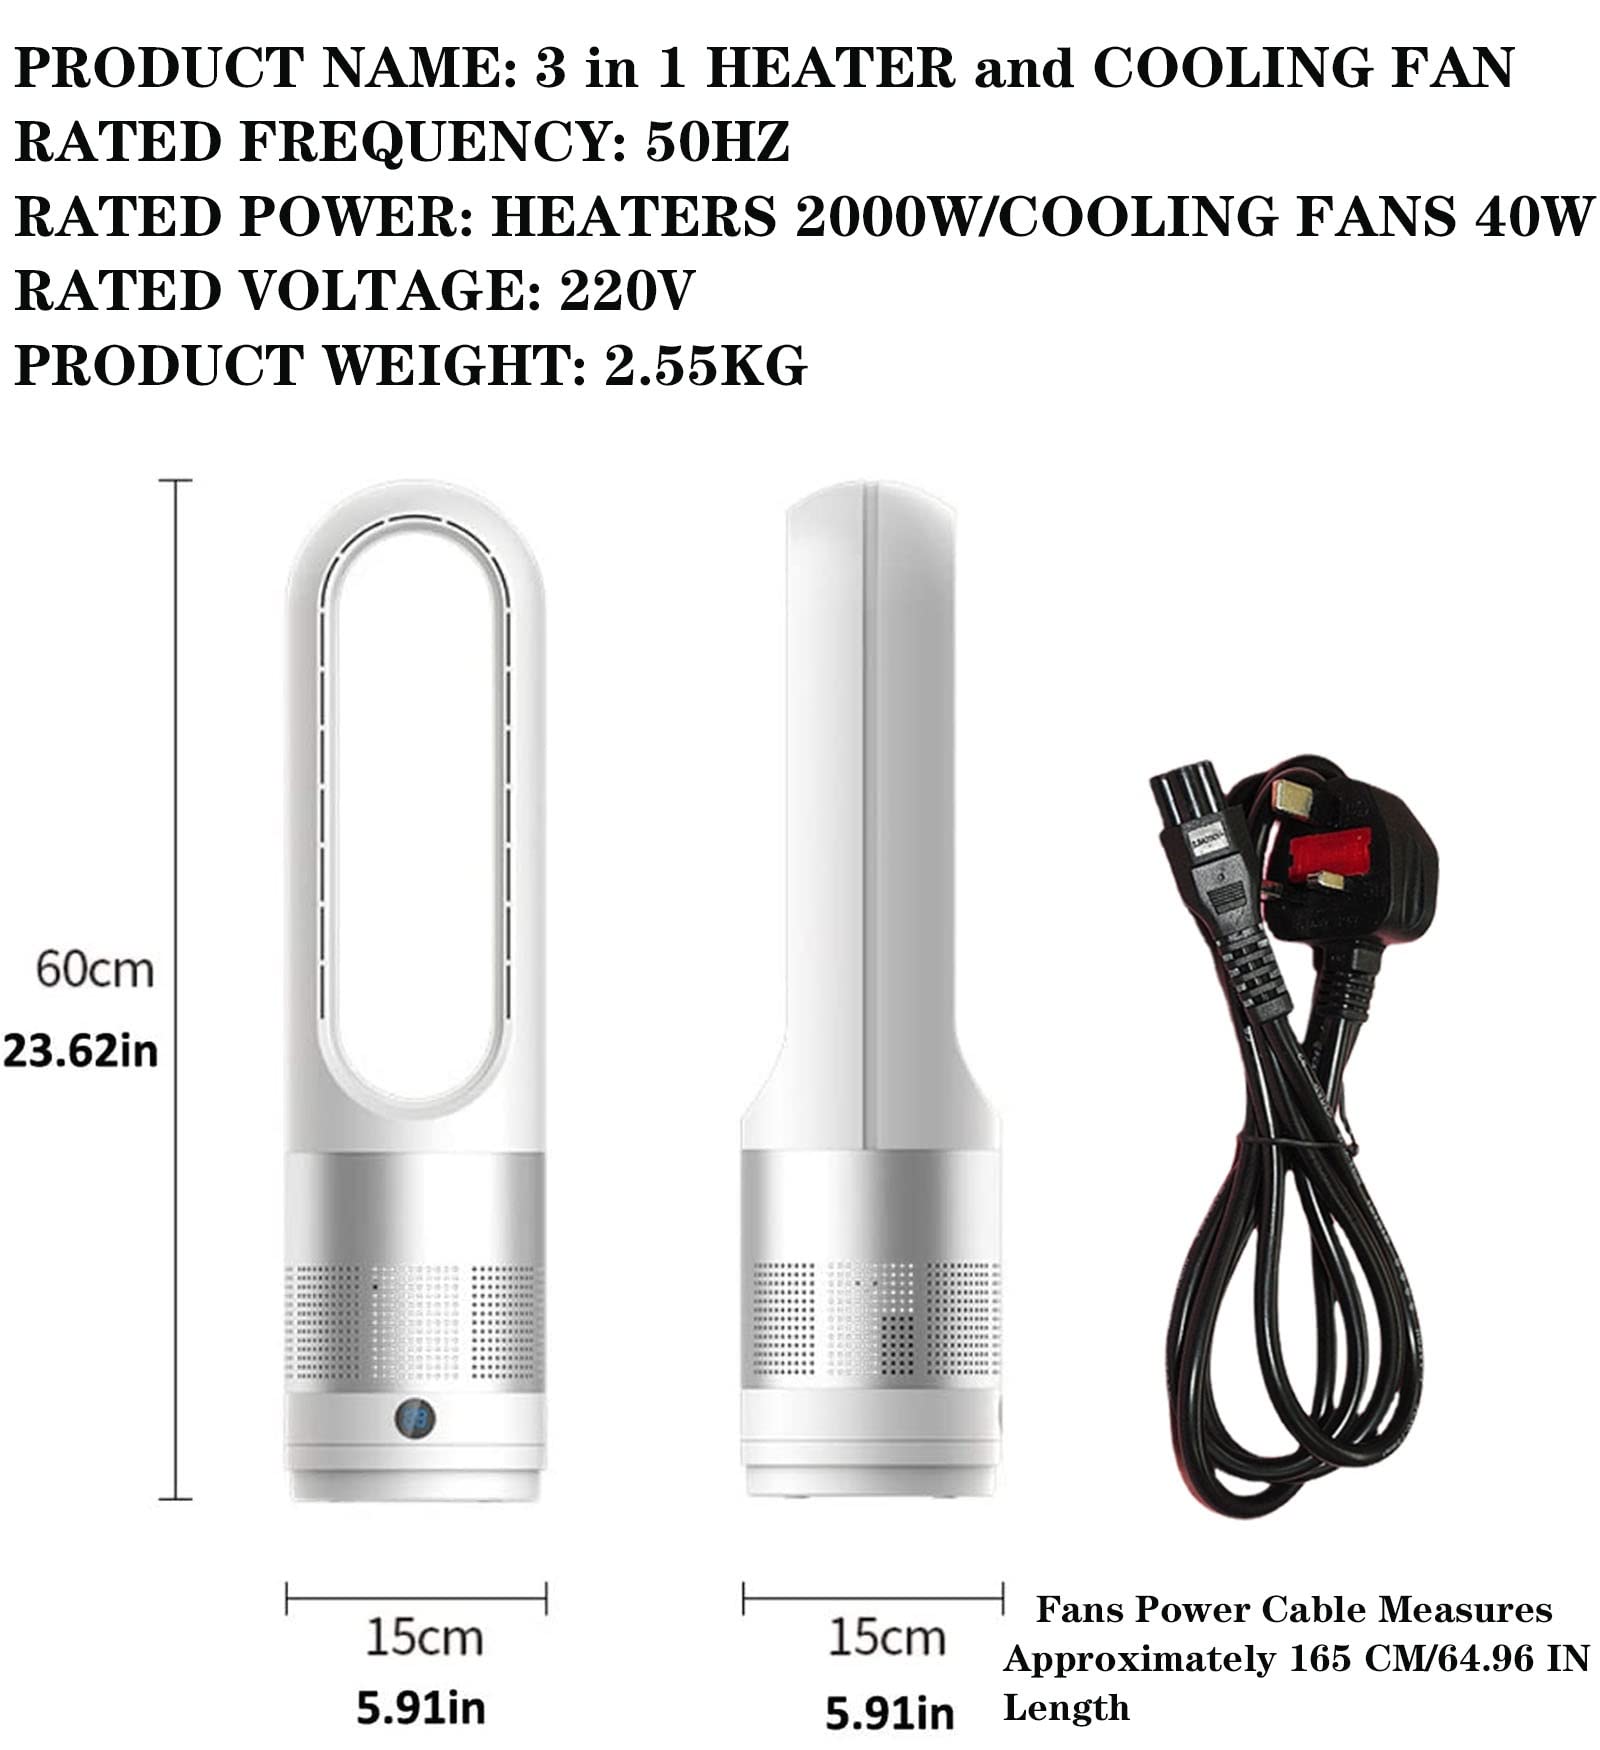 PRODUCT NAME: 3 in 1 HEATER and COOLING FAN
RATED FREQUENCY: 50HZ
RATED POWER: HEATERS 2000W/COOLING FANS 40W
RATED VOLTAGE: 220V
PRODUCT WEIGHT: 2.55KG
60cm
23.62in
15cm
5.91in
15cm
5.91in
Fans Power Cable Measures
Approximately 165 CM/64.96 IN
Length